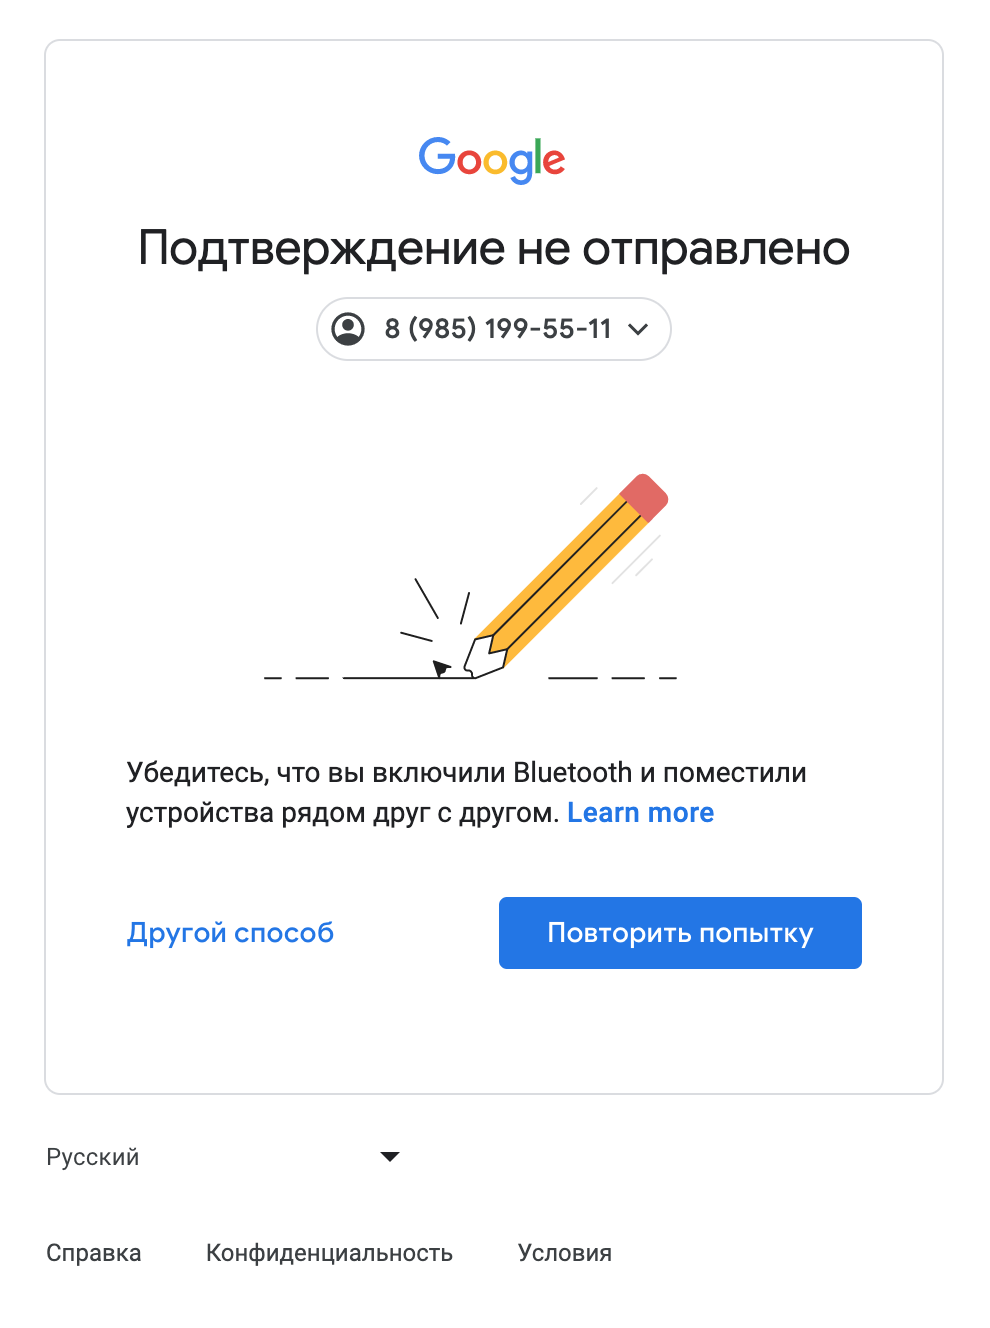 Google
Подтверждение не отправлено
8 (985) 199-55-11
Убедитесь, что вы включили Bluetooth и поместили
устройства рядом друг с другом. Learn more
Другой способ
Повторить попытку
Русский
Справка
Конфиденциальность
Условия